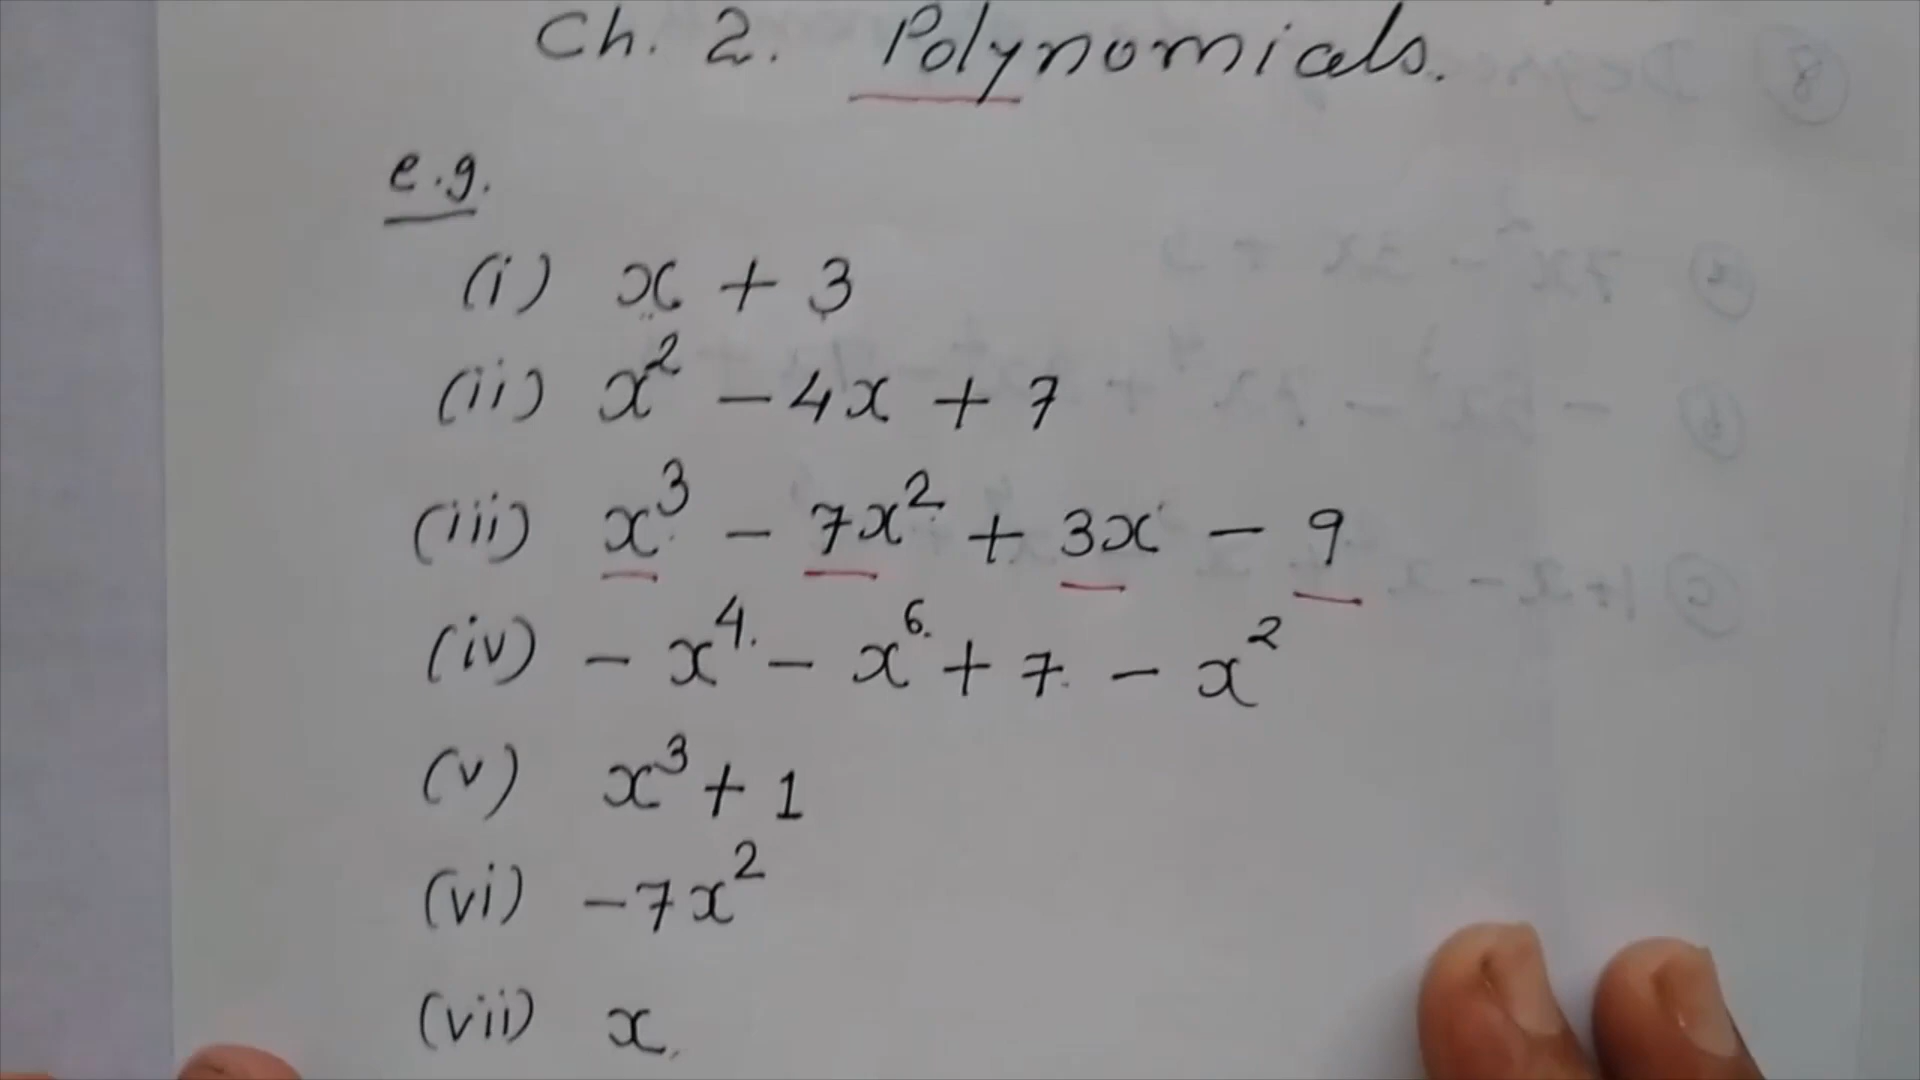 Ch. 2. Polynomials.
e.g.
(i) x + 3
(ii) x² - 4x + 7
(iii) x³ - 7x² + 3x - 9
(iv) - x⁴ - x⁶ + 7 - x²
(v) x³ + 1
(vi) -7x²
(vii) x